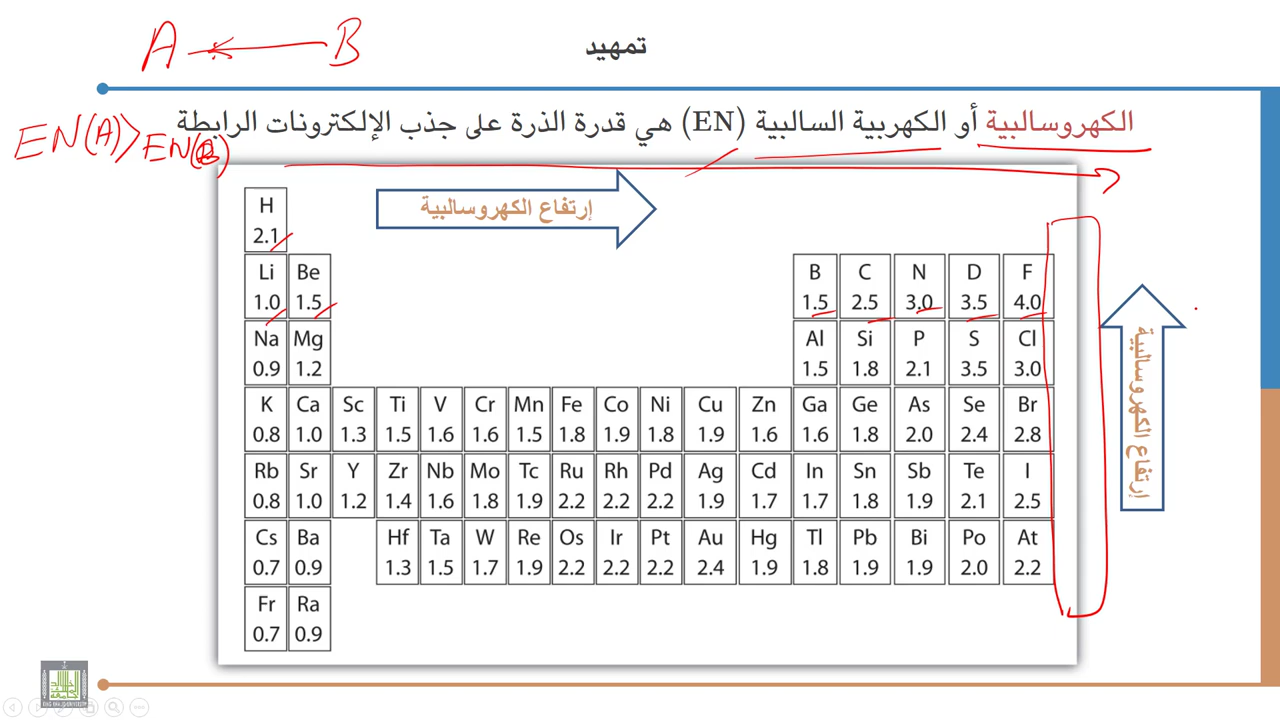 A ← B
تمهيد
الكهروسالبية أو الكهربية السالبية (EN) هي قدرة الذرة على جذب الإلكترونات الرابطة
EN(A)>EN(B)
إرتفاع الكهروسالبية
H
2.1
Li Be B C N D F
1.0 1.5 1.5 2.5 3.0 3.5 4.0
Na Mg Al Si P S Cl
0.9 1.2 1.5 1.8 2.1 3.5 3.0
K Ca Sc Ti V Cr Mn Fe Co Ni Cu Zn Ga Ge As Se Br
0.8 1.0 1.3 1.5 1.6 1.6 1.5 1.8 1.9 1.8 1.9 1.6 1.6 1.8 2.0 2.4 2.8
Rb Sr Y Zr Nb Mo Tc Ru Rh Pd Ag Cd In Sn Sb Te I
0.8 1.0 1.2 1.4 1.6 1.8 1.9 2.2 2.2 2.2 1.9 1.7 1.7 1.8 1.9 2.1 2.5
Cs Ba Hf Ta W Re Os Ir Pt Au Hg Tl Pb Bi Po At
0.7 0.9 1.3 1.5 1.7 1.9 2.2 2.2 2.2 2.4 1.9 1.8 1.9 1.9 2.0 2.2
Fr Ra
0.7 0.9
إرتفاع الكهروسالبية